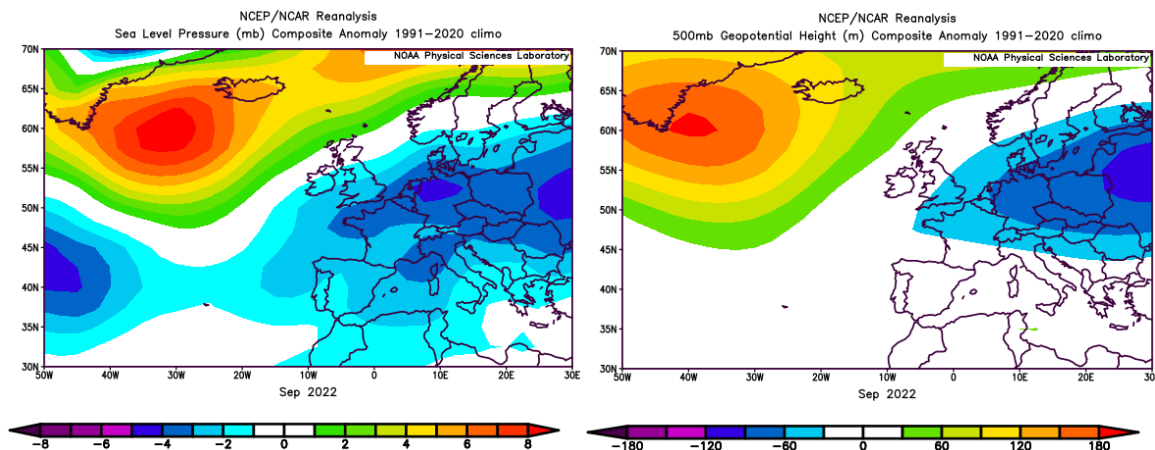 NCEP/NCAR Reanalysis
Sea Level Pressure (mb) Composite Anomaly 1991-2020 climo
NOAA Physical Sciences Laboratory
70N
65N
60N
55N
50N
45N
40N
35N
30N
50W 40W 30W 20W 10W 0 10E 20E 30E
Sep 2022
-8 -6 -4 -2 0 2 4 6 8
NCEP/NCAR Reanalysis
500mb Geopotential Height (m) Composite Anomaly 1991-2020 climo
NOAA Physical Sciences Laboratory
70N
65N
60N
55N
50N
45N
40N
35N
30N
50W 40W 30W 20W 10W 0 10E 20E 30E
Sep 2022
-180 -120 -60 0 60 120 180